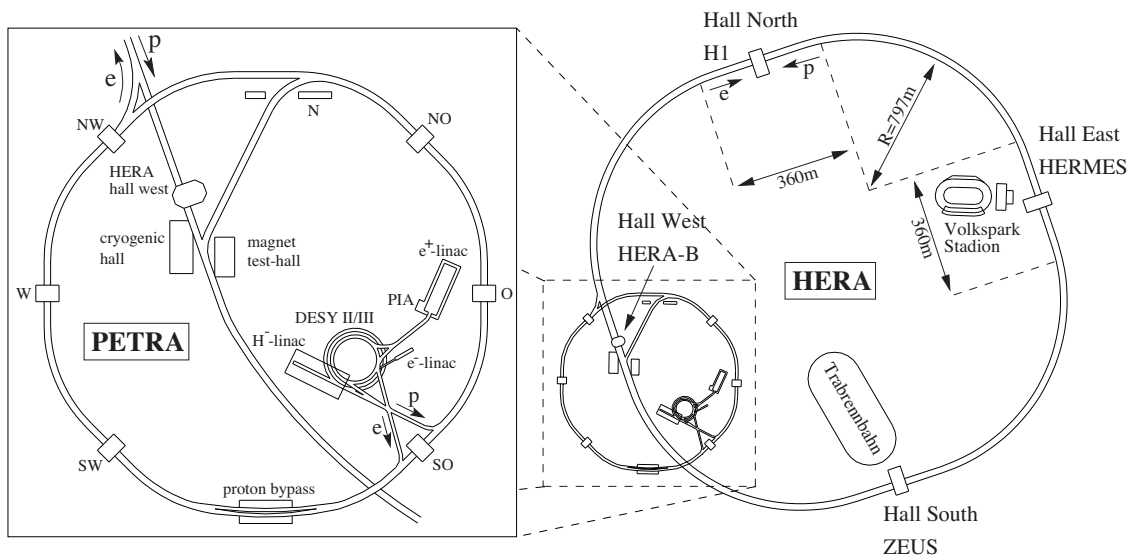 p
e
NW
N
NO
HERA
hall west
cryogenic
hall
magnet
test-hall
e+-linac
W
PIA
O
PETRA
DESY II/III
H−-linac
e−-linac
p
e
SW
SO
proton bypass
Hall North
H1
e
p
R=797m
Hall East
HERMES
360m
360m
Volkspark
Stadion
Hall West
HERA-B
HERA
Trabrennbahn
Hall South
ZEUS